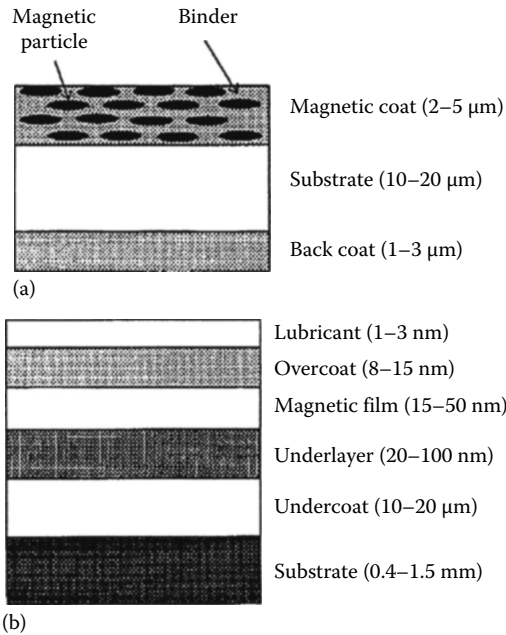 Magnetic
particle
Binder
Magnetic coat (2–5 μm)
Substrate (10–20 μm)
Back coat (1–3 μm)
(a)
Lubricant (1–3 nm)
Overcoat (8–15 nm)
Magnetic film (15–50 nm)
Underlayer (20–100 nm)
Undercoat (10–20 μm)
Substrate (0.4–1.5 mm)
(b)